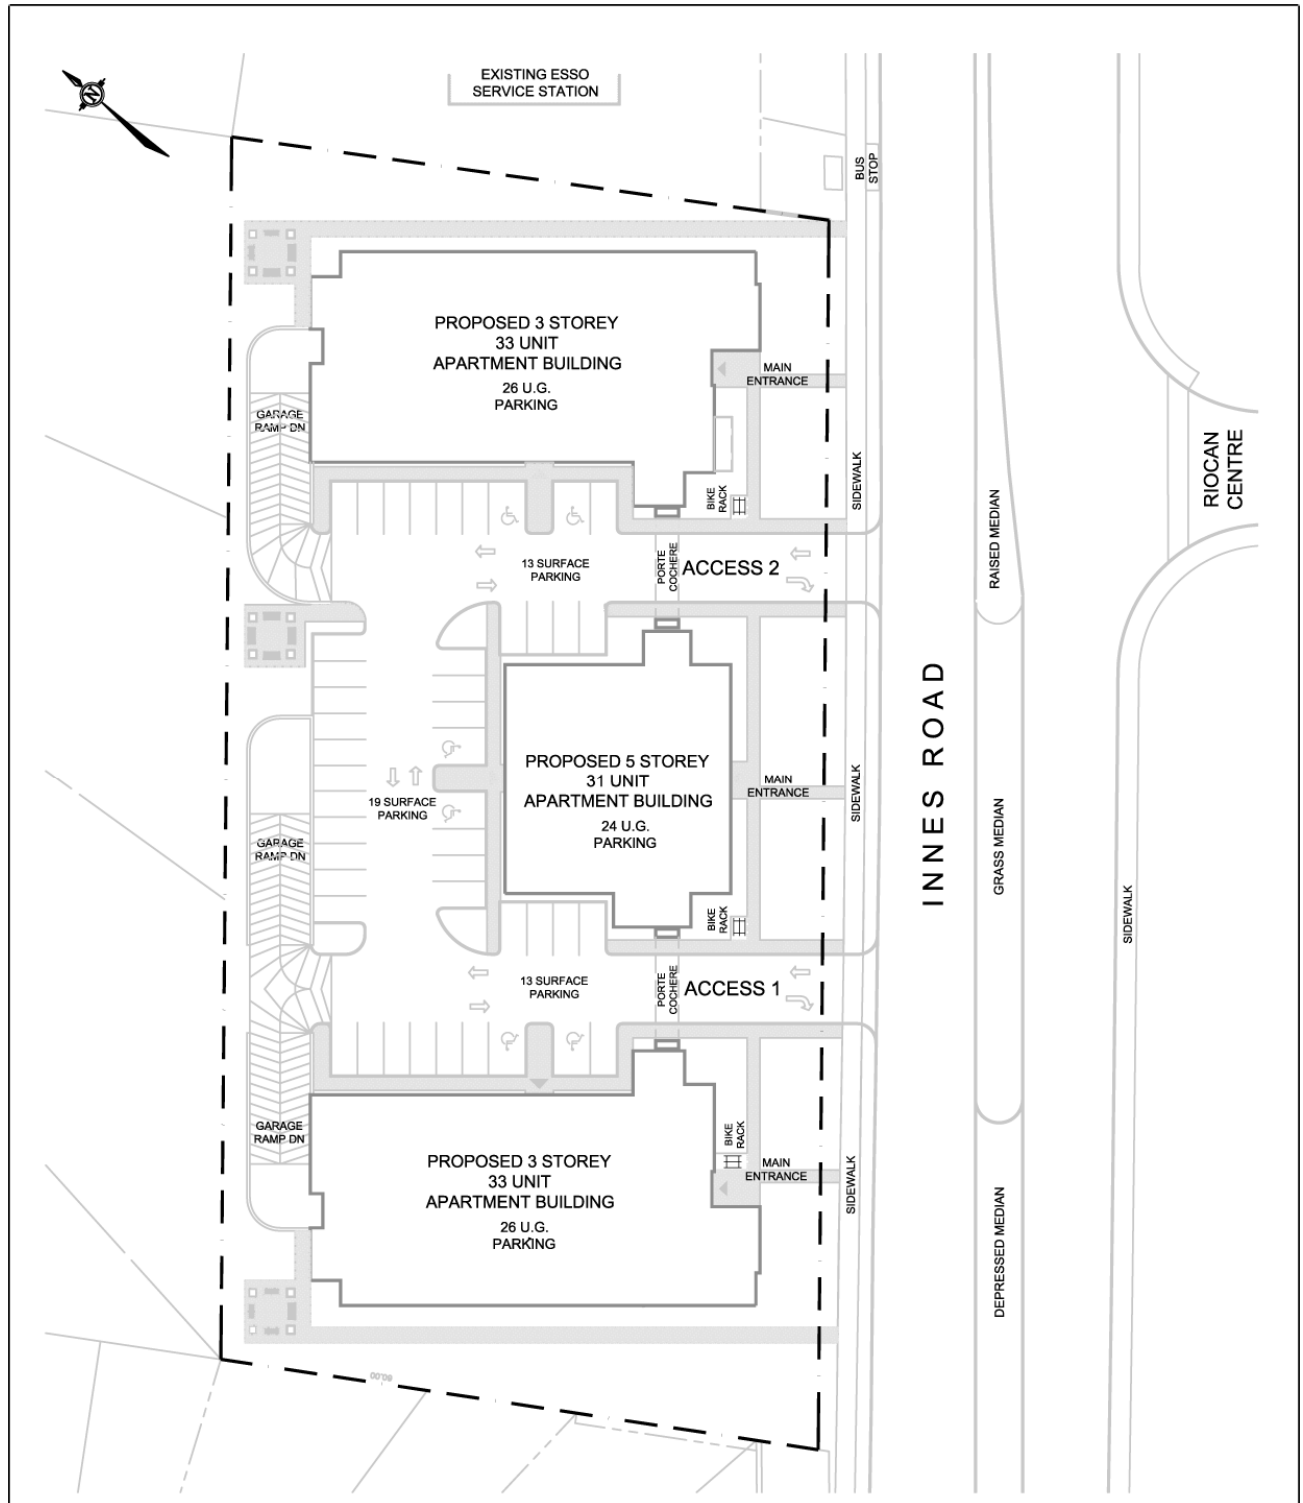 EXISTING ESSO
SERVICE STATION
N
BUS
STOP
PROPOSED 3 STOREY
33 UNIT
APARTMENT BUILDING
26 U.G.
PARKING
MAIN
ENTRANCE
GARAGE
RAMP DN
BIKE
RACK
SIDEWALK
RAISED MEDIAN
RIOCAN
CENTRE
13 SURFACE
PARKING
PORTE
COCHERE
ACCESS 2
PROPOSED 5 STOREY
31 UNIT
APARTMENT BUILDING
24 U.G.
PARKING
MAIN
ENTRANCE
SIDEWALK
INNES ROAD
GRASS MEDIAN
19 SURFACE
PARKING
GARAGE
RAMP DN
BIKE
RACK
SIDEWALK
13 SURFACE
PARKING
PORTE
COCHERE
ACCESS 1
GARAGE
RAMP DN
BIKE
RACK
PROPOSED 3 STOREY
33 UNIT
APARTMENT BUILDING
26 U.G.
PARKING
MAIN
ENTRANCE
SIDEWALK
DEPRESSED MEDIAN
60.00